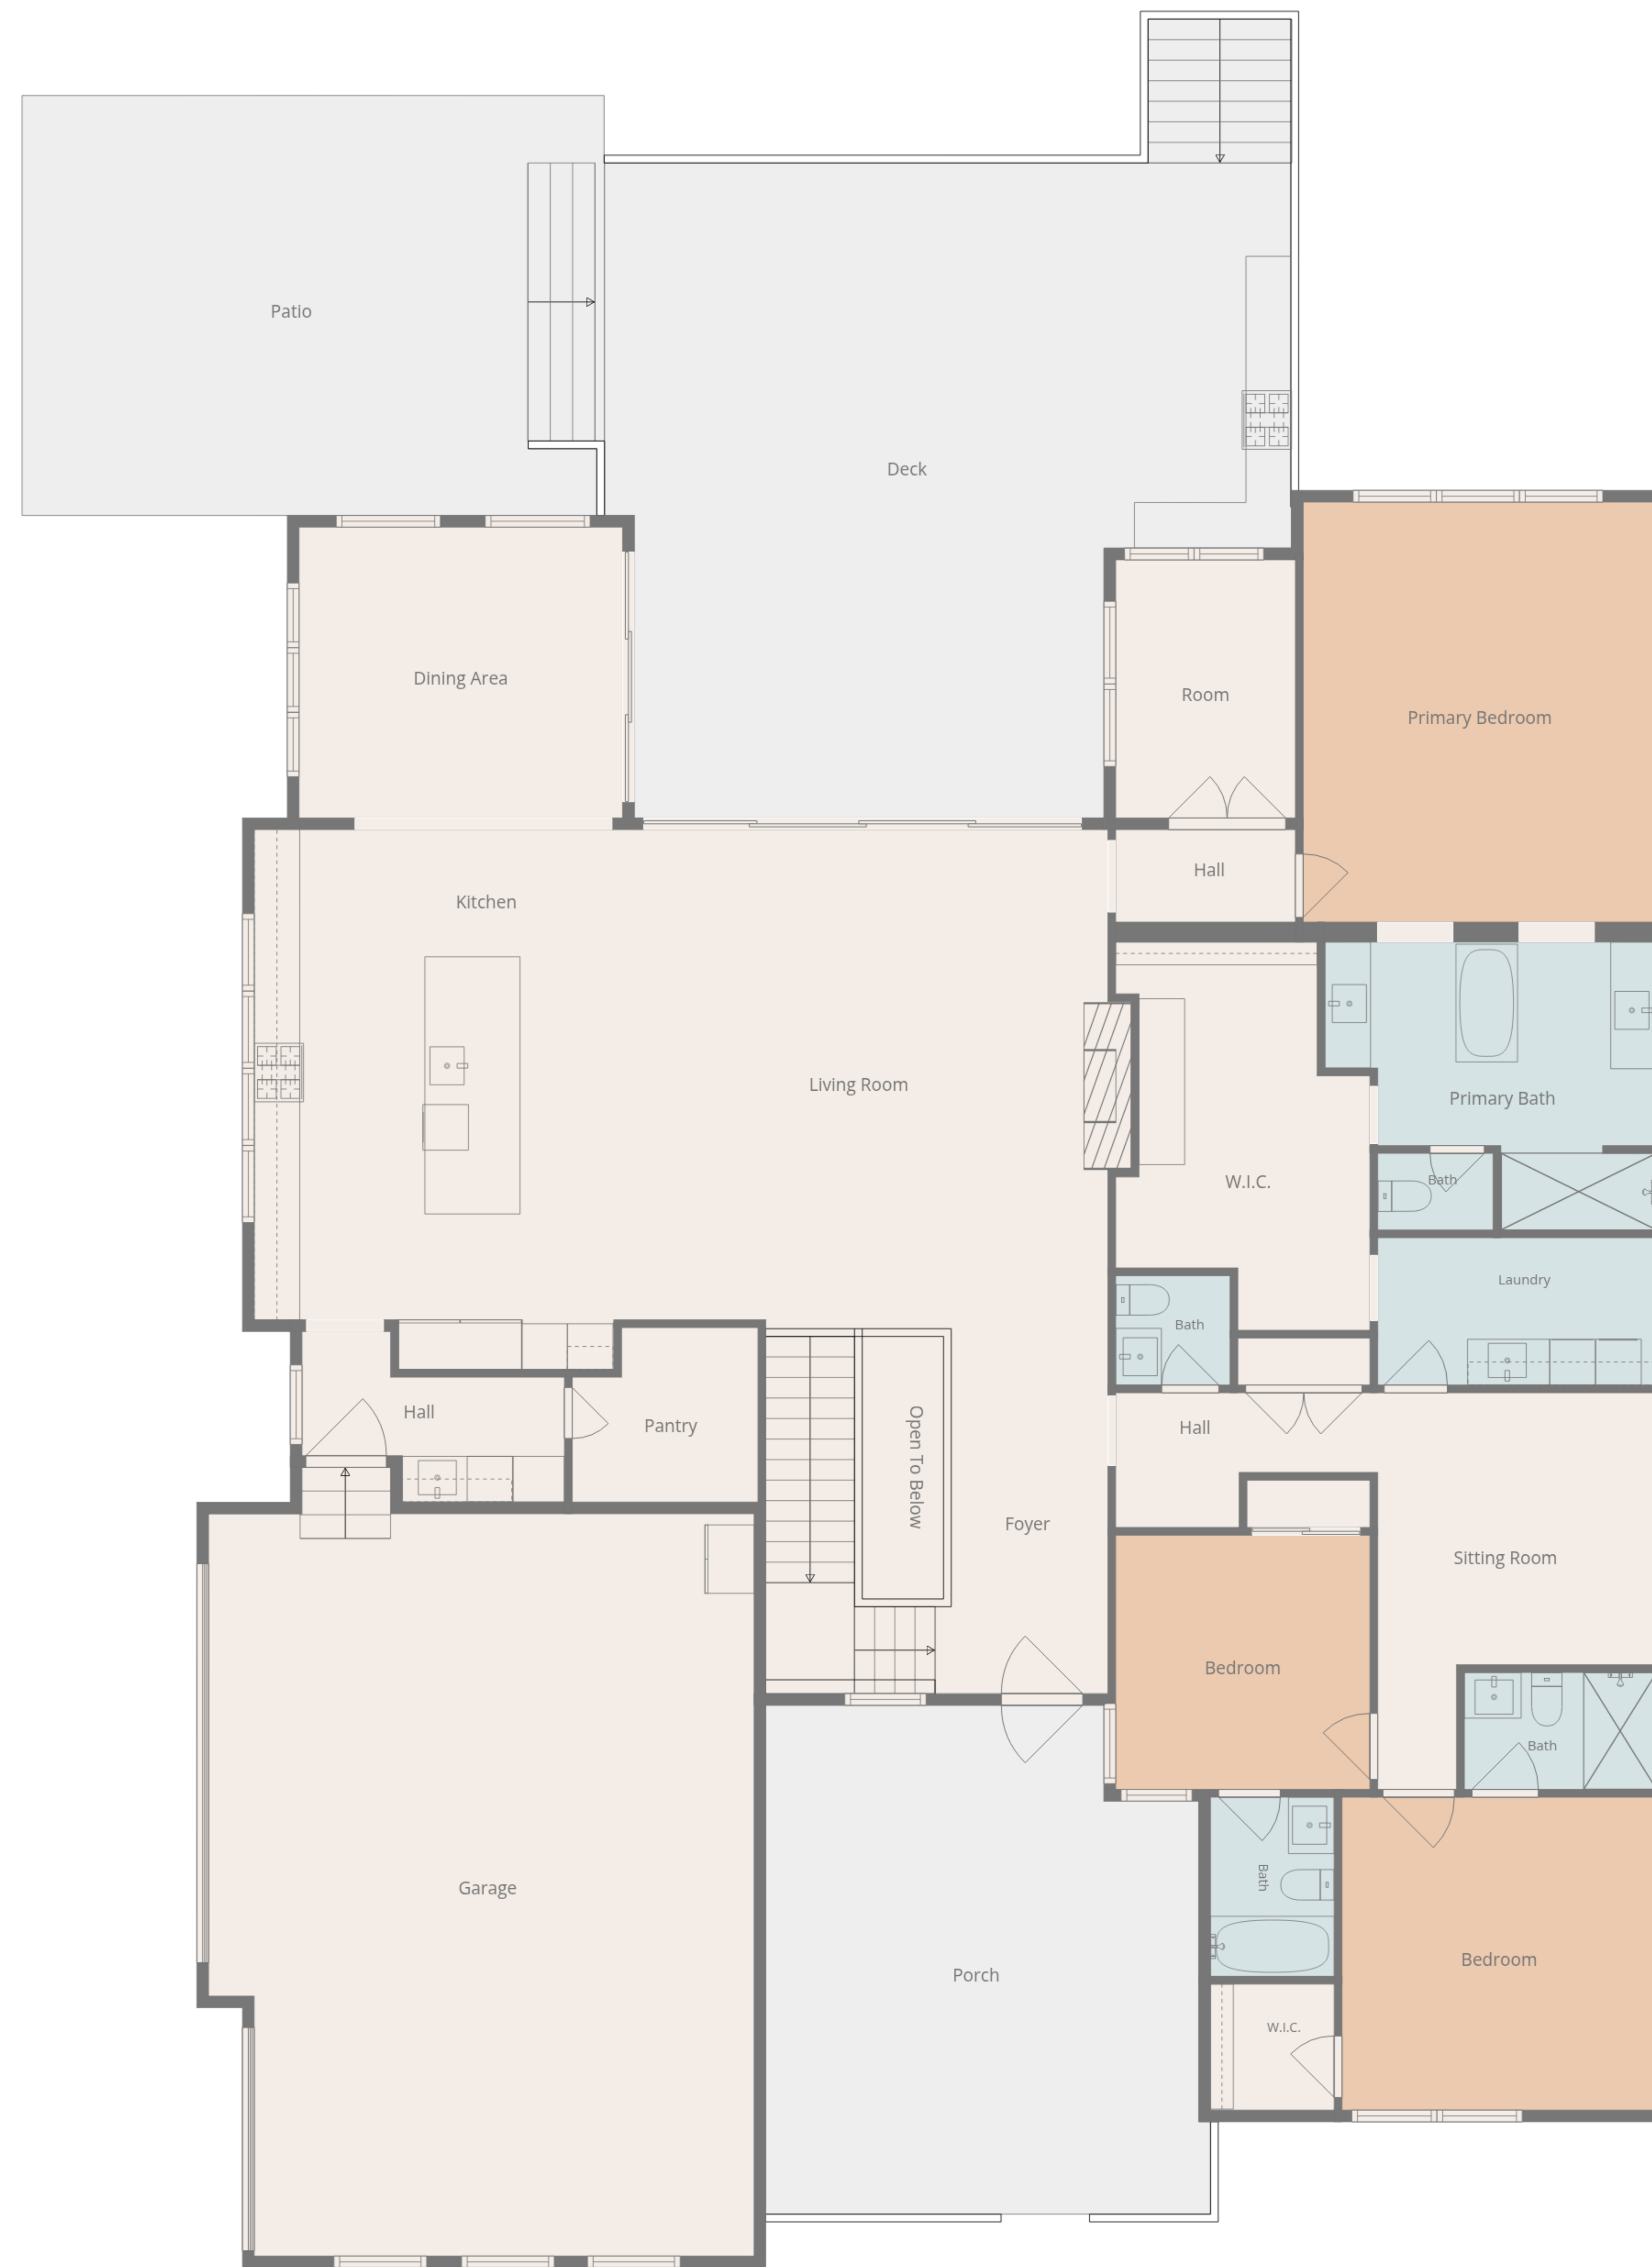 Patio
Deck
Dining Area
Room
Primary Bedroom
Hall
Kitchen
Living Room
Primary Bath
W.I.C.
Bath
Laundry
Bath
Hall
Pantry
Open To Below
Hall
Foyer
Sitting Room
Bedroom
Bath
Garage
Bath
Porch
Bedroom
W.I.C.